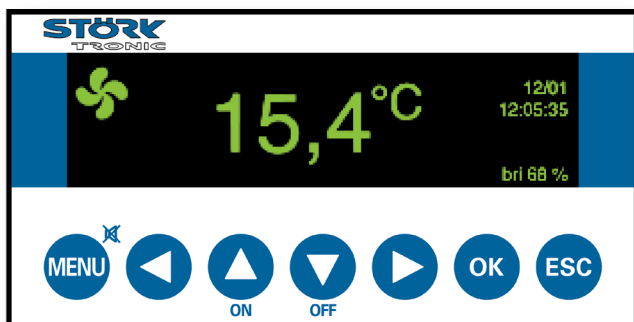 STÖRK
TRONIC
15,4°C
12/01
12:05:35
bri 68 %
MENU
OK
ESC
ON
OFF